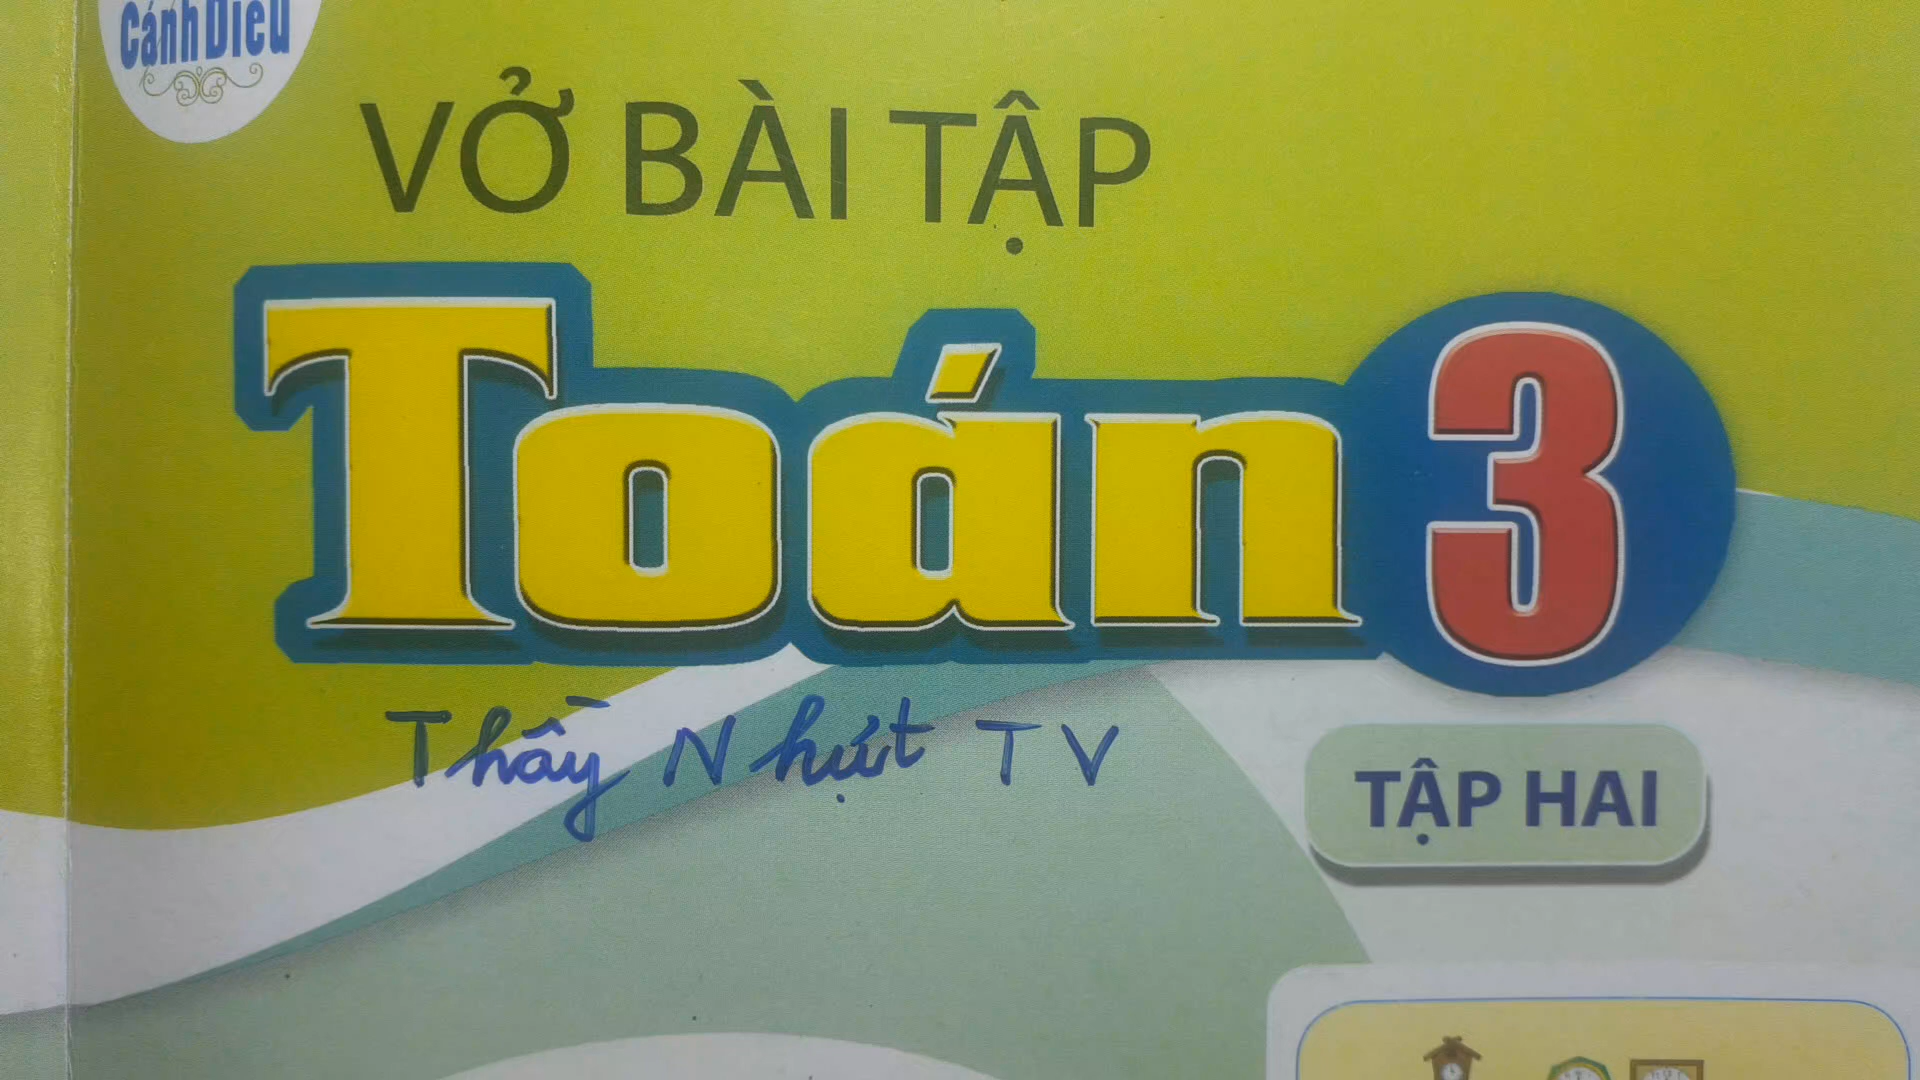 Cánh Diều
VỞ BÀI TẬP
Toán 3
Thầy Nhựt TV
TẬP HAI